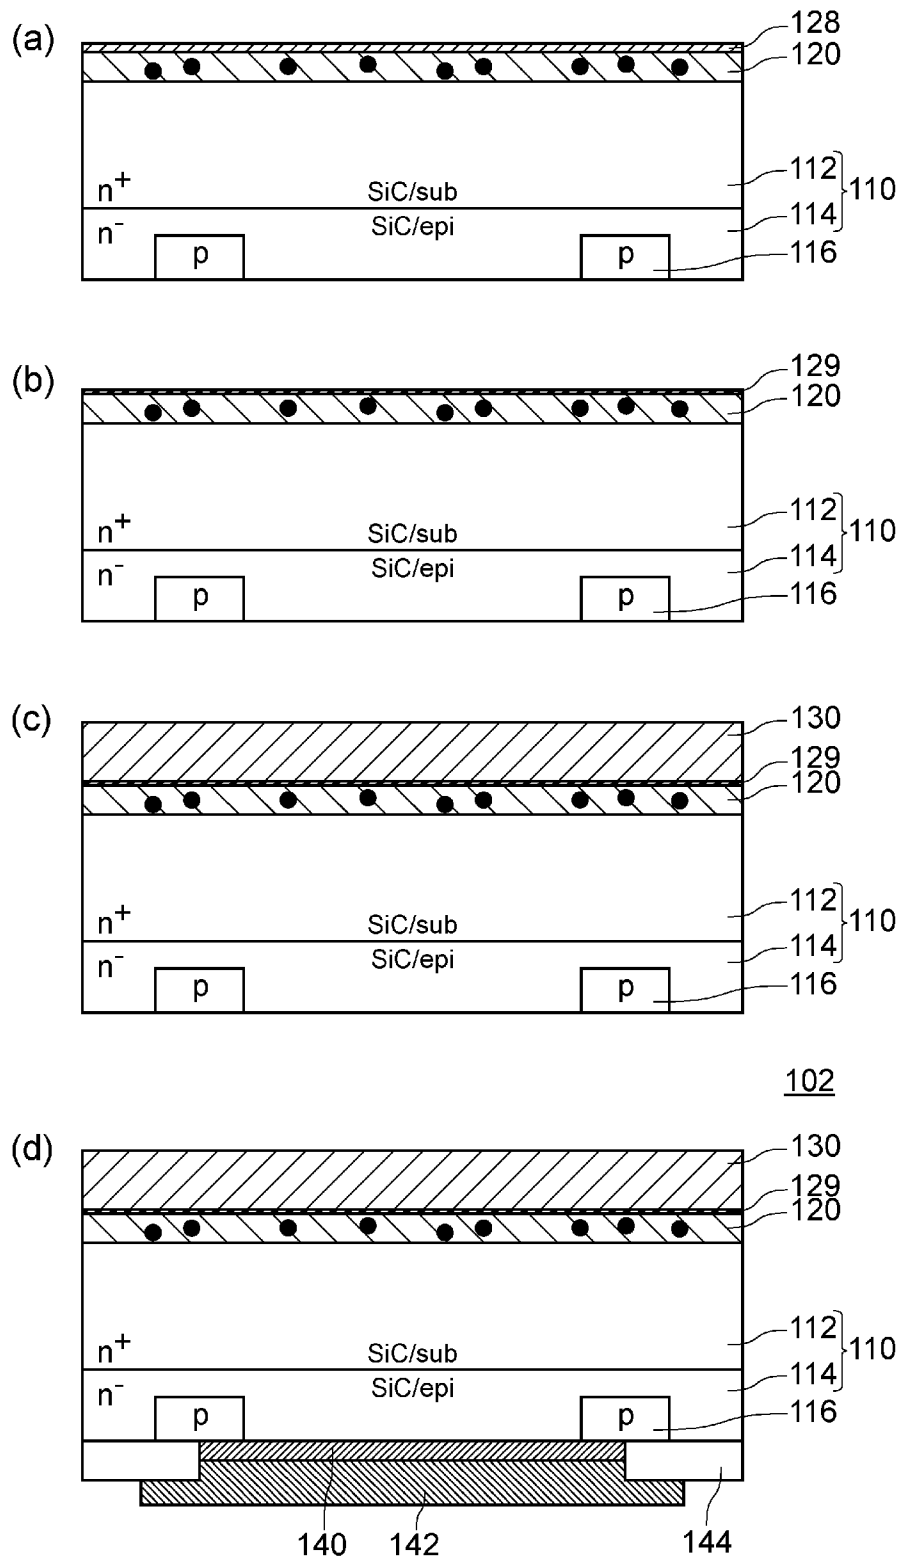 (a)
128
120
n+
SiC/sub
112
110
n-
SiC/epi
114
p
p
116
(b)
129
120
n+
SiC/sub
112
110
n-
SiC/epi
114
p
p
116
(c)
130
129
120
n+
SiC/sub
112
110
n-
SiC/epi
114
p
p
116
102
(d)
130
129
120
n+
SiC/sub
112
110
n-
SiC/epi
114
p
p
116
140
142
144